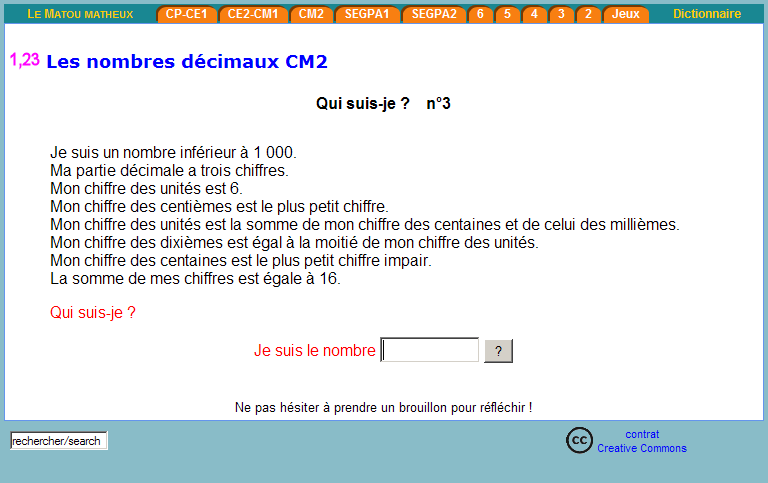 LE MATOU MATHEUX CP-CE1 CE2-CM1 CM2 SEGPA1 SEGPA2 6 5 4 3 2 Jeux Dictionnaire
1,23 Les nombres décimaux CM2
Qui suis-je ? n°3
Je suis un nombre inférieur à 1 000.
Ma partie décimale a trois chiffres.
Mon chiffre des unités est 6.
Mon chiffre des centièmes est le plus petit chiffre.
Mon chiffre des unités est la somme de mon chiffre des centaines et de celui des millièmes.
Mon chiffre des dixièmes est égal à la moitié de mon chiffre des unités.
Mon chiffre des centaines est le plus petit chiffre impair.
La somme de mes chiffres est égale à 16.
Qui suis-je ?
Je suis le nombre ?
Ne pas hésiter à prendre un brouillon pour réfléchir !
rechercher/search
cc contrat
Creative Commons